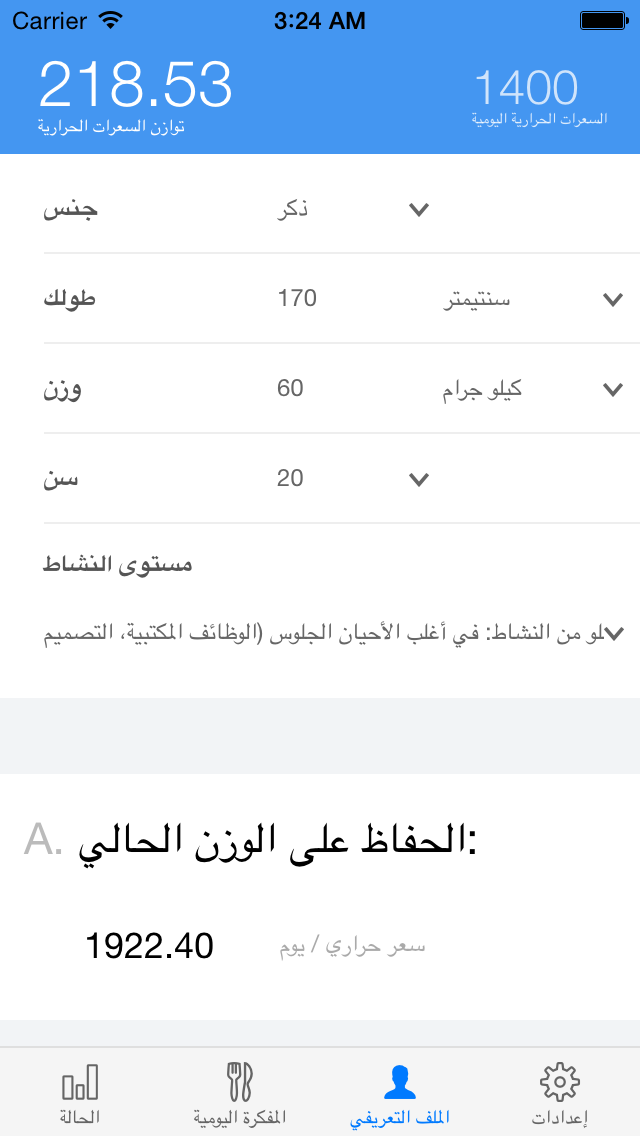 Carrier 3:24 AM
218.53 1400
توازن السعرات الحرارية السعرات الحرارية اليومية
جنس ذكر
طولك 170 سنتيمتر
وزن 60 كيلو جرام
سن 20
مستوى النشاط
لو من النشاط: في أغلب الأحيان الجلوس (الوظائف المكتبية، التصميم
A. الحفاظ على الوزن الحالي:
1922.40 سعر حراري / يوم
الحالة المفكرة اليومية الملف التعريفي إعدادات